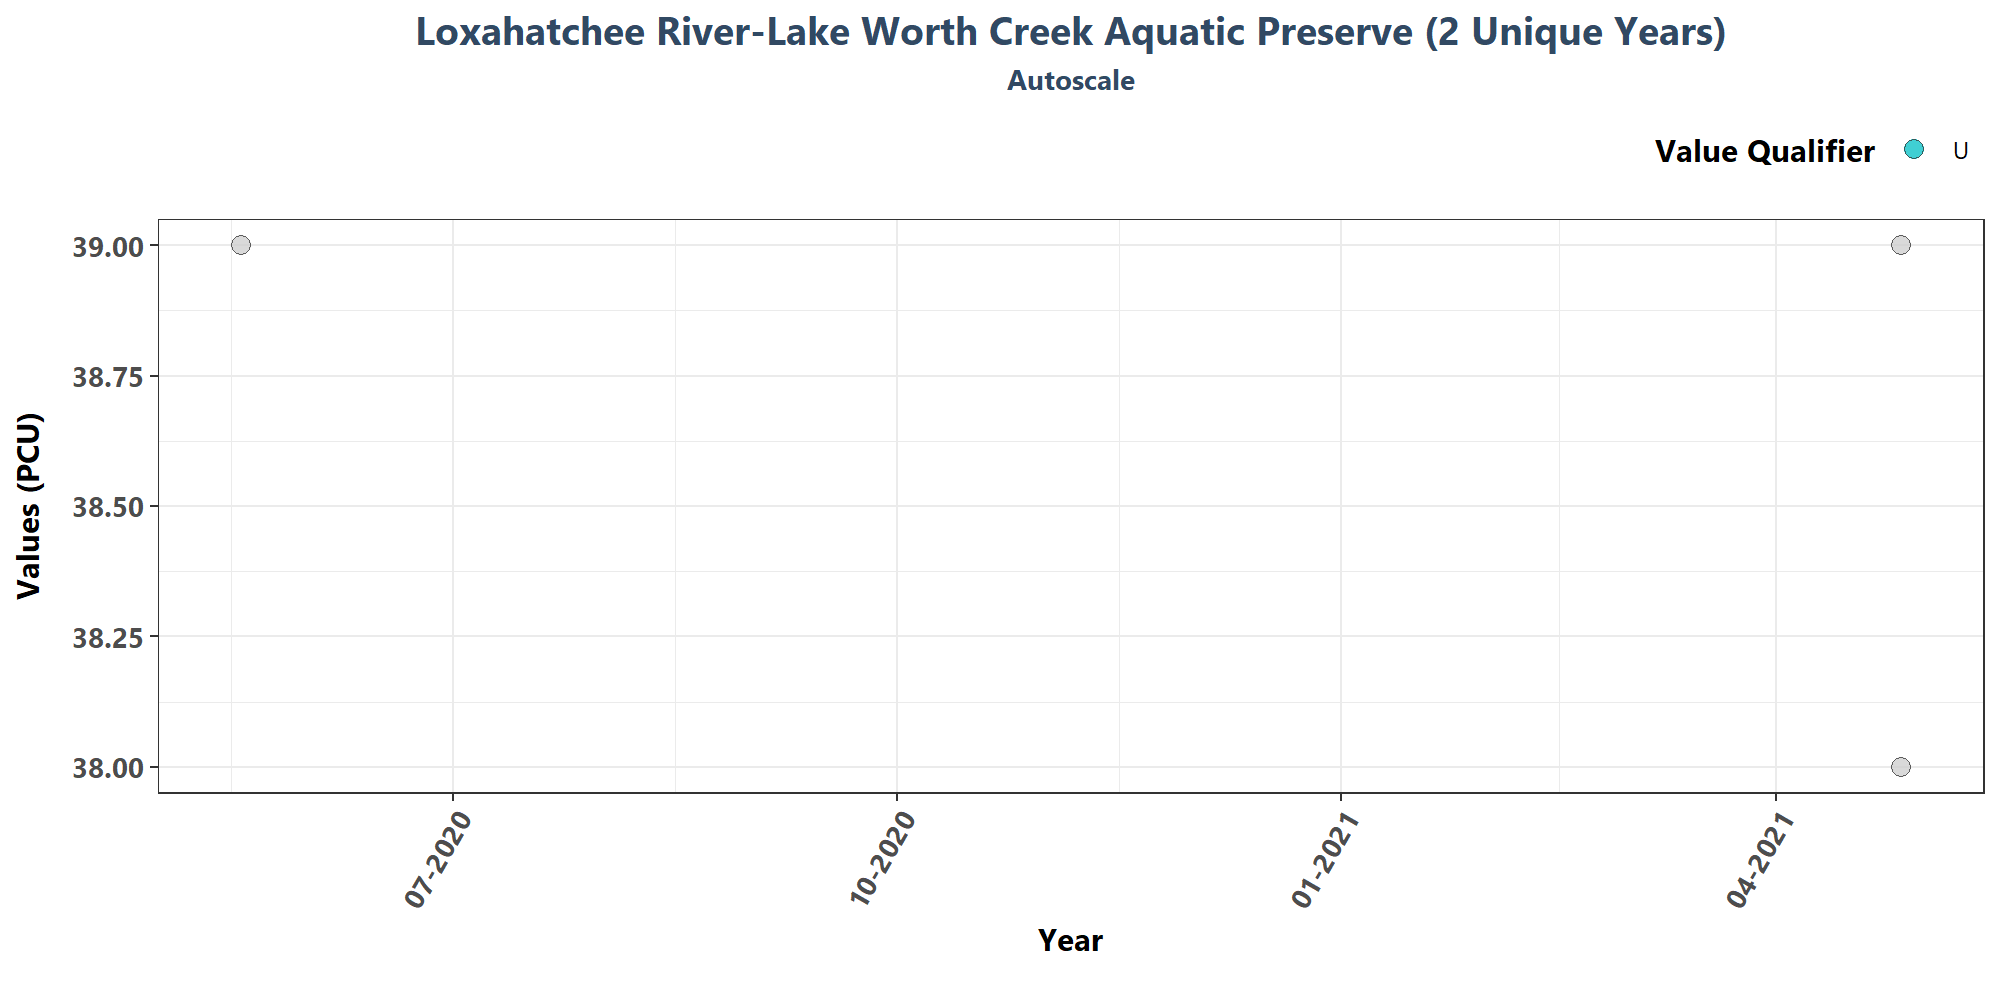 Loxahatchee River-Lake Worth Creek Aquatic Preserve (2 Unique Years)
Autoscale
Value Qualifier U
39.00
38.75
38.50
38.25
38.00
Values (PCU)
07-2020
10-2020
01-2021
04-2021
Year